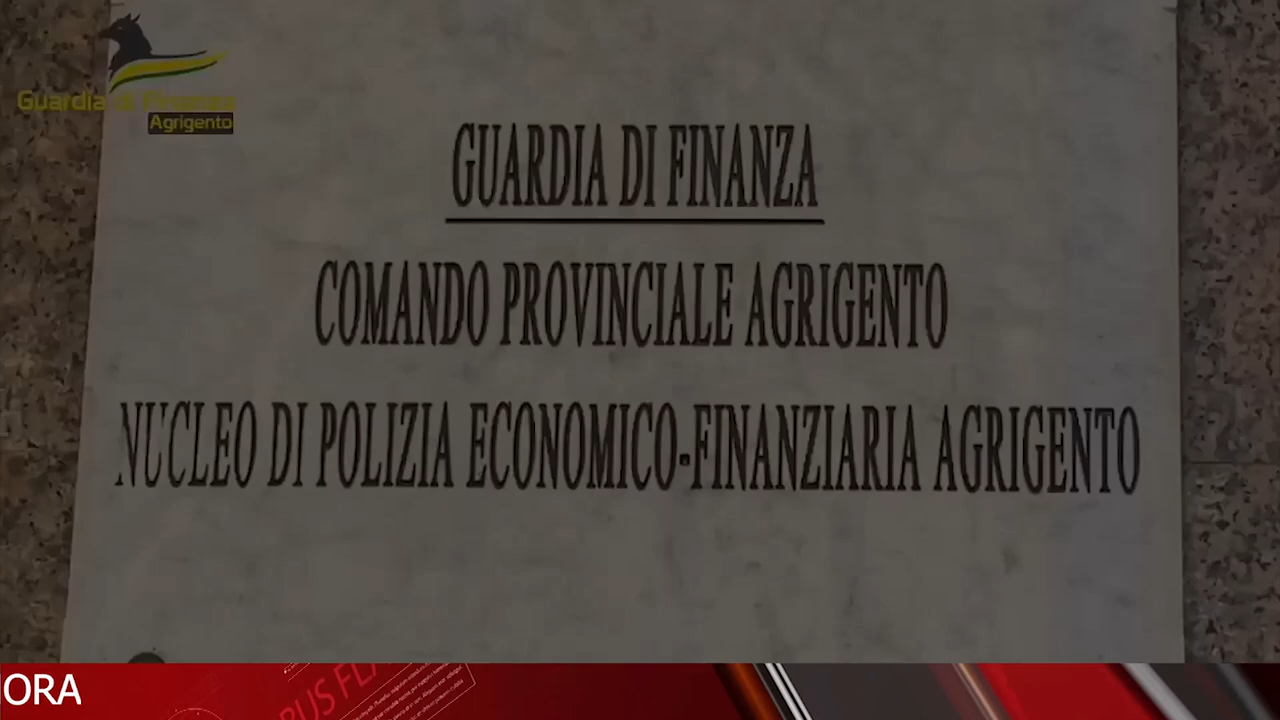 Guardia di Finanza
Agrigento
GUARDIA DI FINANZA
COMANDO PROVINCIALE AGRIGENTO
NUCLEO DI POLIZIA ECONOMICO-FINANZIARIA AGRIGENTO
ORA